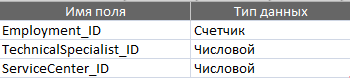 Имя поля Тип данных
Employment_ID Счетчик
TechnicalSpecialist_ID Числовой
ServiceCenter_ID Числовой